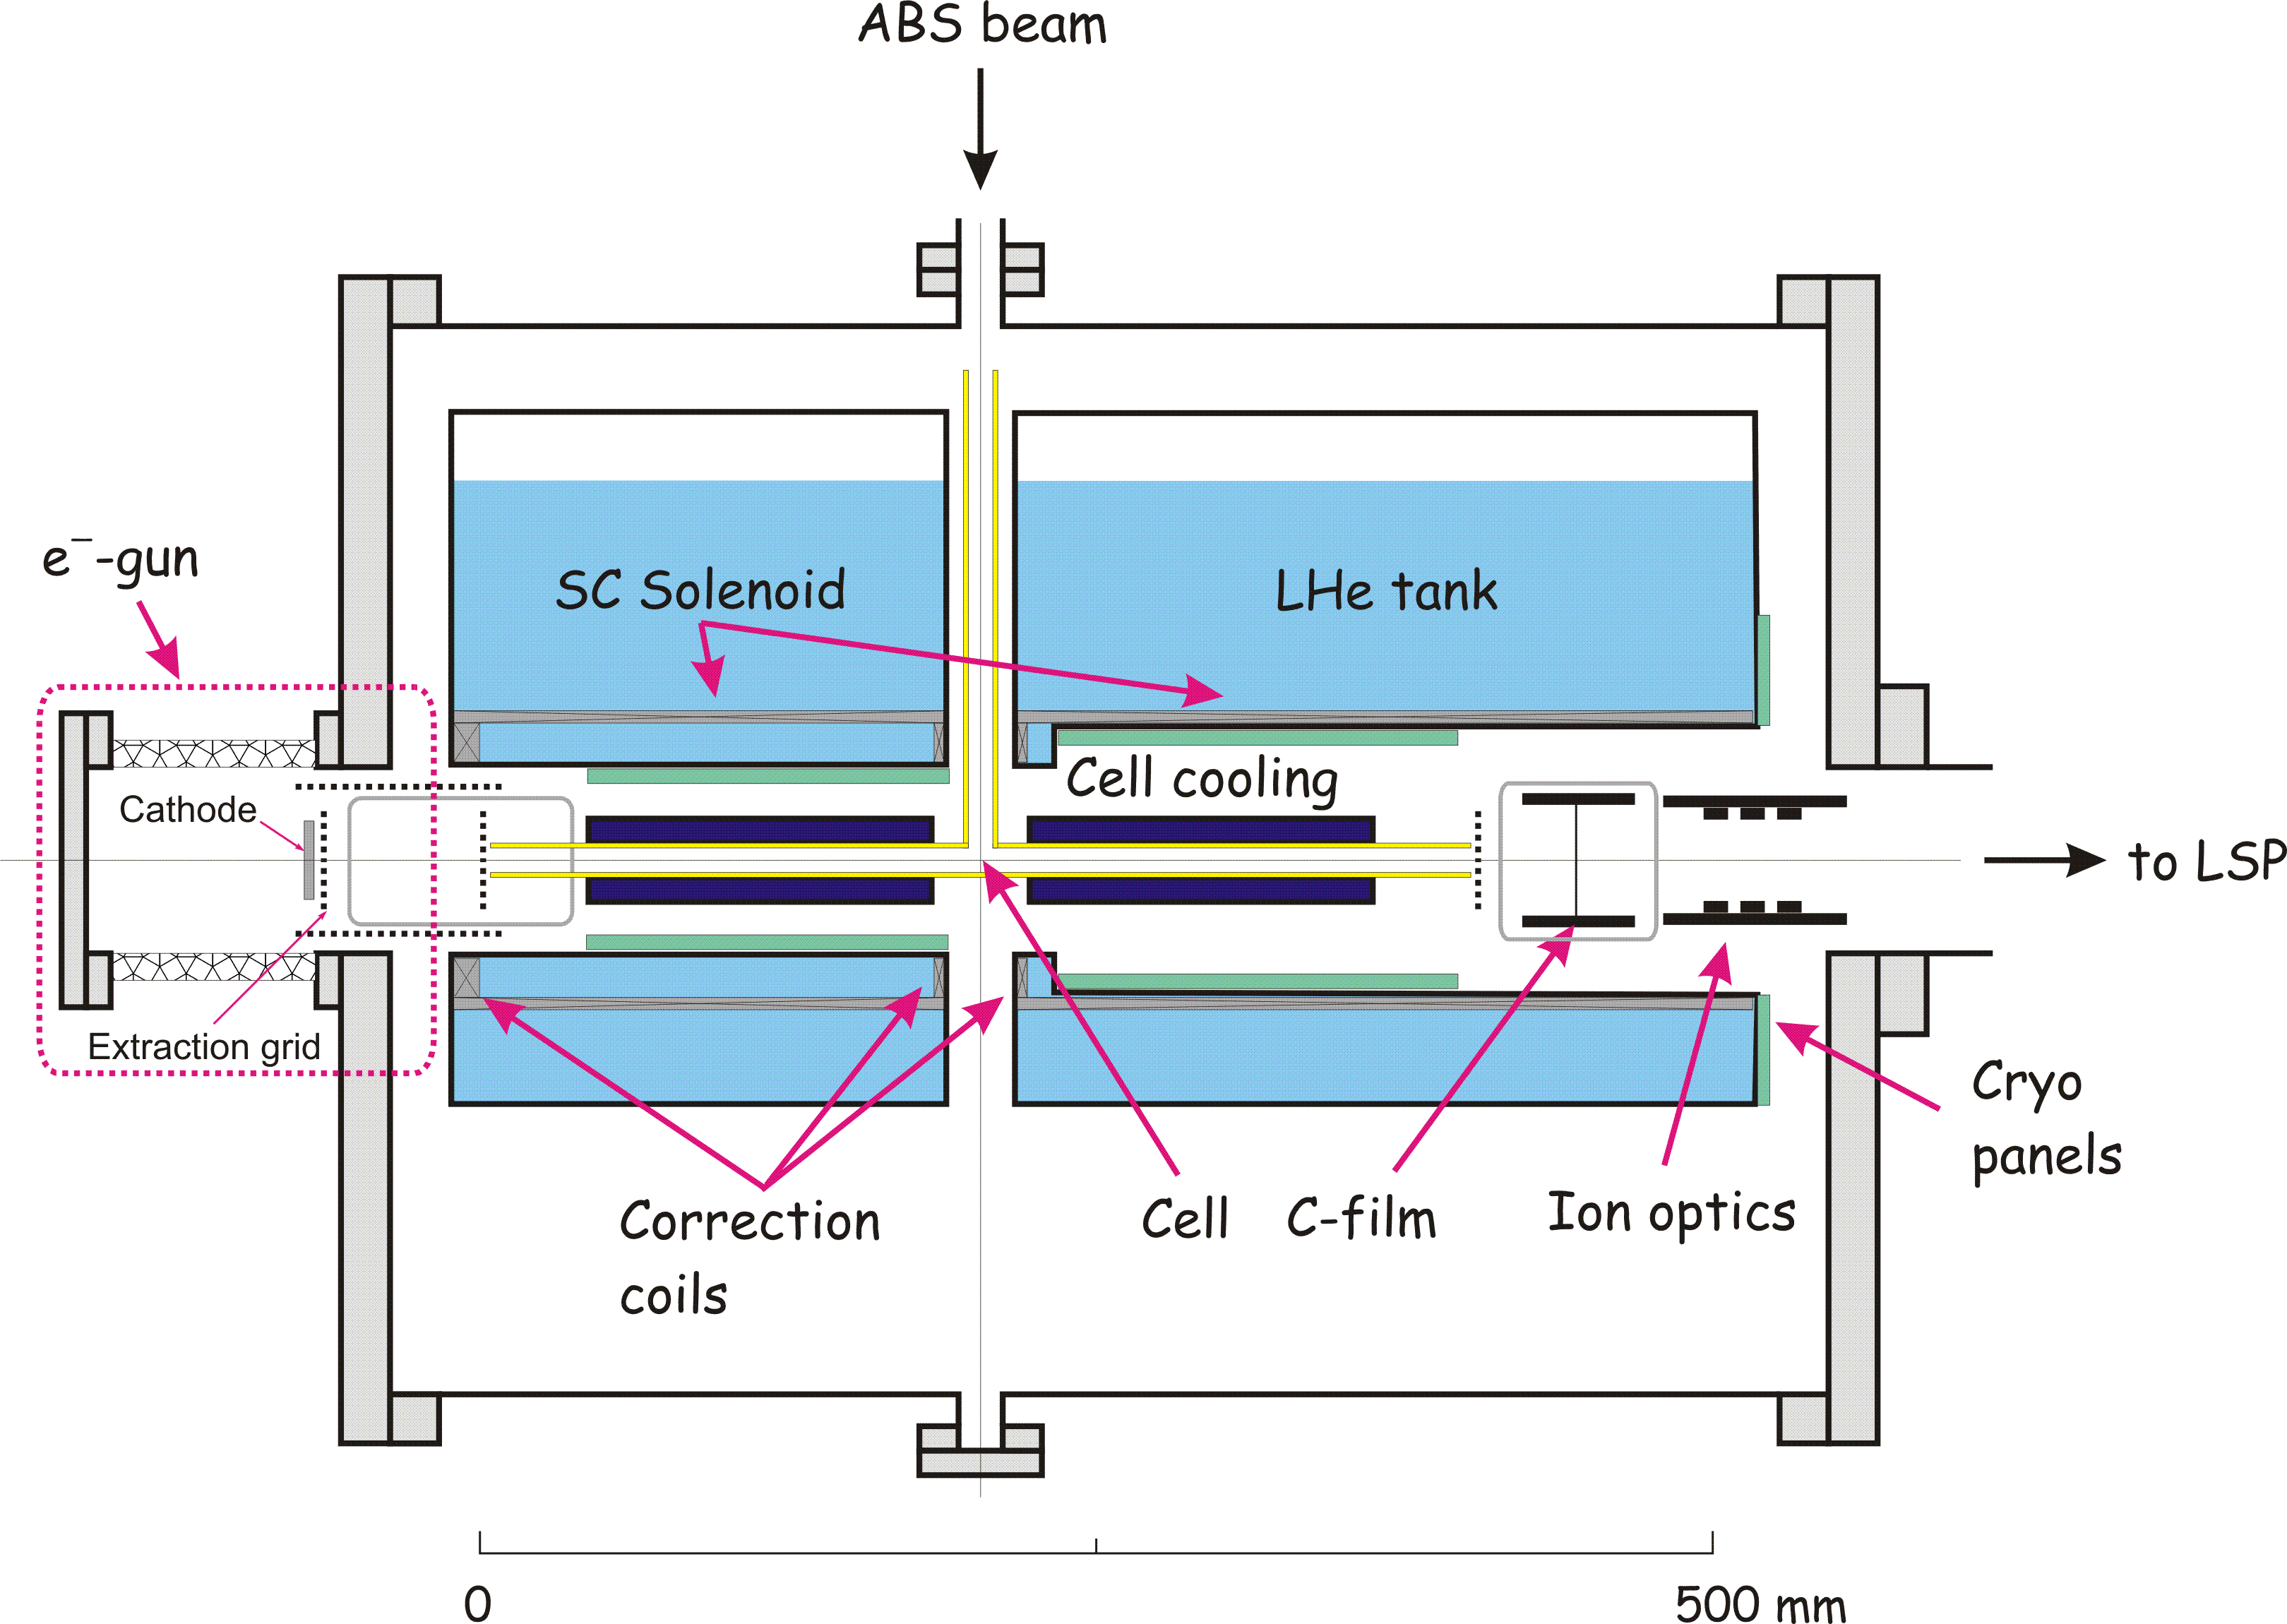 ABS beam
e⁻-gun
SC Solenoid
LHe tank
Cell cooling
Cathode
to LSP
Extraction grid
Cryo
panels
Correction
coils
Cell
C-film
Ion optics
0
500 mm